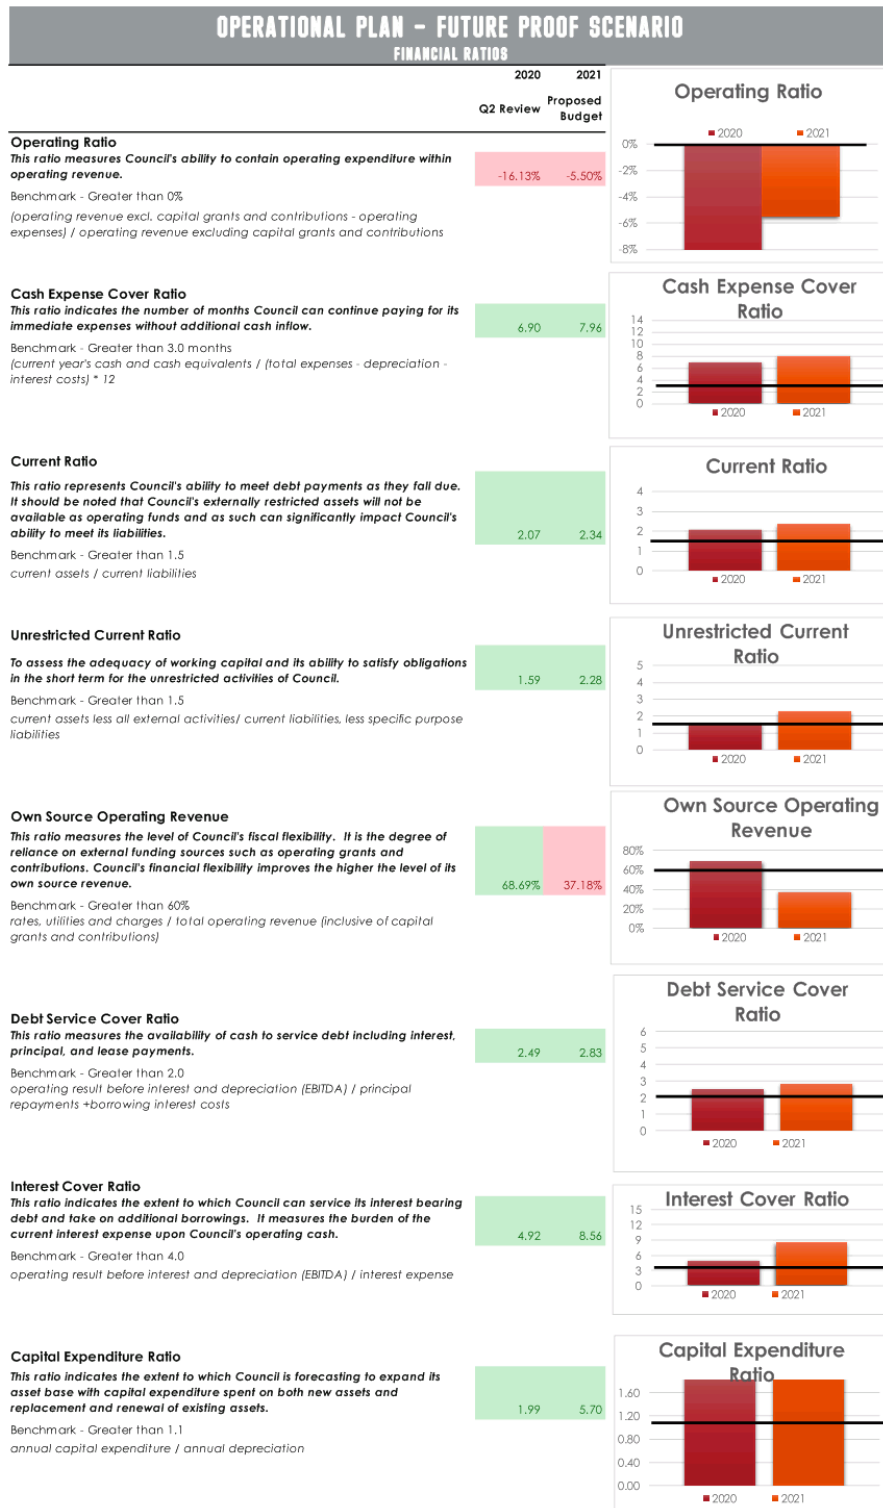 OPERATIONAL PLAN - FUTURE PROOF SCENARIO
FINANCIAL RATIOS
2020 2021
Q2 Review Proposed Budget
Operating Ratio
This ratio measures Council's ability to contain operating expenditure within
operating revenue.
-16.13% -5.50%
Benchmark - Greater than 0%
(operating revenue excl. capital grants and contributions - operating
expenses) / operating revenue excluding capital grants and contributions
Operating Ratio
2020 2021
0%
-2%
-4%
-6%
-8%
Cash Expense Cover Ratio
This ratio indicates the number of months Council can continue paying for its
immediate expenses without additional cash inflow.
6.90 7.96
Benchmark - Greater than 3.0 months
(current year's cash and cash equivalents / (total expenses - depreciation -
interest costs) * 12
Cash Expense Cover
Ratio
14
12
10
8
6
4
2
0
2020 2021
Current Ratio
This ratio represents Council's ability to meet debt payments as they fall due.
It should be noted that Council's externally restricted assets will not be
available as operating funds and as such can significantly impact Council's
ability to meet its liabilities.
2.07 2.34
Benchmark - Greater than 1.5
current assets / current liabilities
Current Ratio
4
3
2
1
0
2020 2021
Unrestricted Current Ratio
To assess the adequacy of working capital and its ability to satisfy obligations
in the short term for the unrestricted activities of Council.
1.59 2.28
Benchmark - Greater than 1.5
current assets less all external activities/ current liabilities, less specific purpose
liabilities
Unrestricted Current
Ratio
5
4
3
2
1
0
2020 2021
Own Source Operating Revenue
This ratio measures the level of Council's fiscal flexibility. It is the degree of
reliance on external funding sources such as operating grants and
contributions. Council's financial flexibility improves the higher the level of its
own source revenue.
68.69% 37.18%
Benchmark - Greater than 60%
rates, utilities and charges / total operating revenue (inclusive of capital
grants and contributions)
Own Source Operating
Revenue
80%
60%
40%
20%
0%
2020 2021
Debt Service Cover Ratio
This ratio measures the availability of cash to service debt including interest,
principal, and lease payments.
2.49 2.83
Benchmark - Greater than 2.0
operating result before interest and depreciation (EBITDA) / principal
repayments +borrowing interest costs
Debt Service Cover
Ratio
6
5
4
3
2
1
0
2020 2021
Interest Cover Ratio
This ratio indicates the extent to which Council can service its interest bearing
debt and take on additional borrowings. It measures the burden of the
current interest expense upon Council's operating cash.
4.92 8.56
Benchmark - Greater than 4.0
operating result before interest and depreciation (EBITDA) / interest expense
Interest Cover Ratio
15
12
9
6
3
0
2020 2021
Capital Expenditure Ratio
This ratio indicates the extent to which Council is forecasting to expand its
asset base with capital expenditure spent on both new assets and
replacement and renewal of existing assets.
1.99 5.70
Benchmark - Greater than 1.1
annual capital expenditure / annual depreciation
Capital Expenditure
Ratio
1.60
1.20
0.80
0.40
0.00
2020 2021